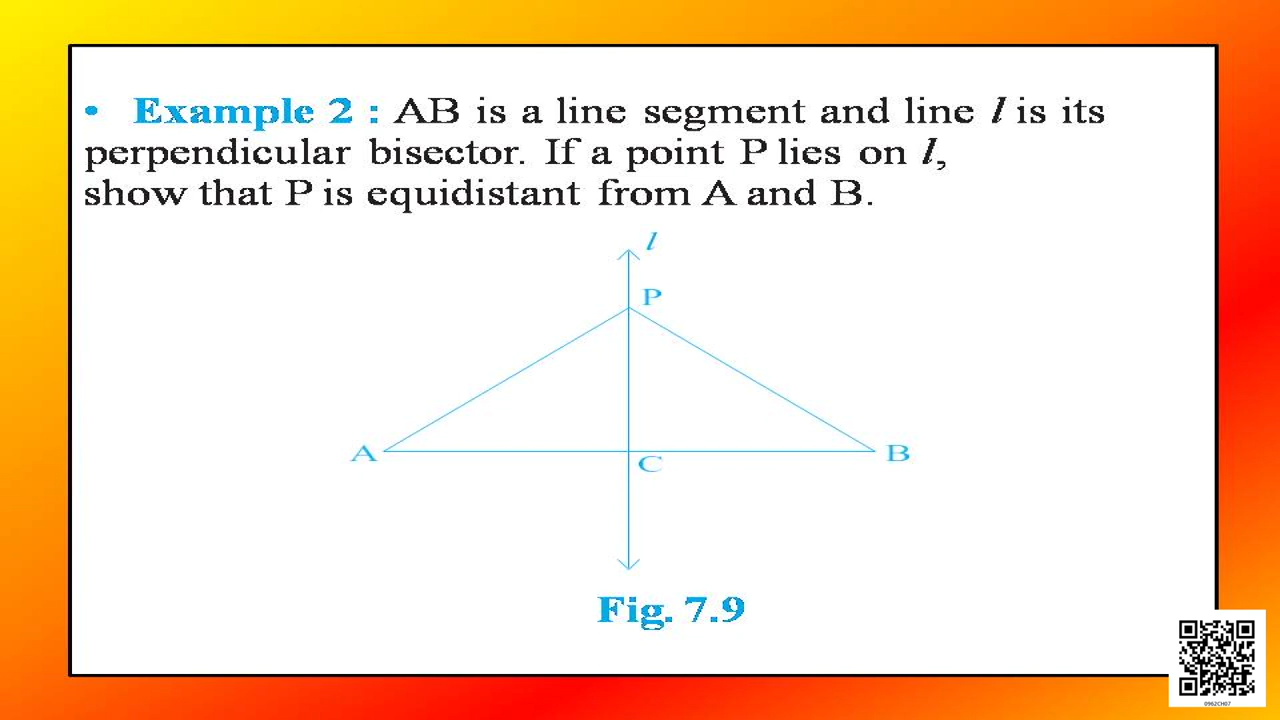 • Example 2 : AB is a line segment and line l is its
perpendicular bisector. If a point P lies on l,
show that P is equidistant from A and B.
l
P
A
B
C
Fig. 7.9
0962CH07